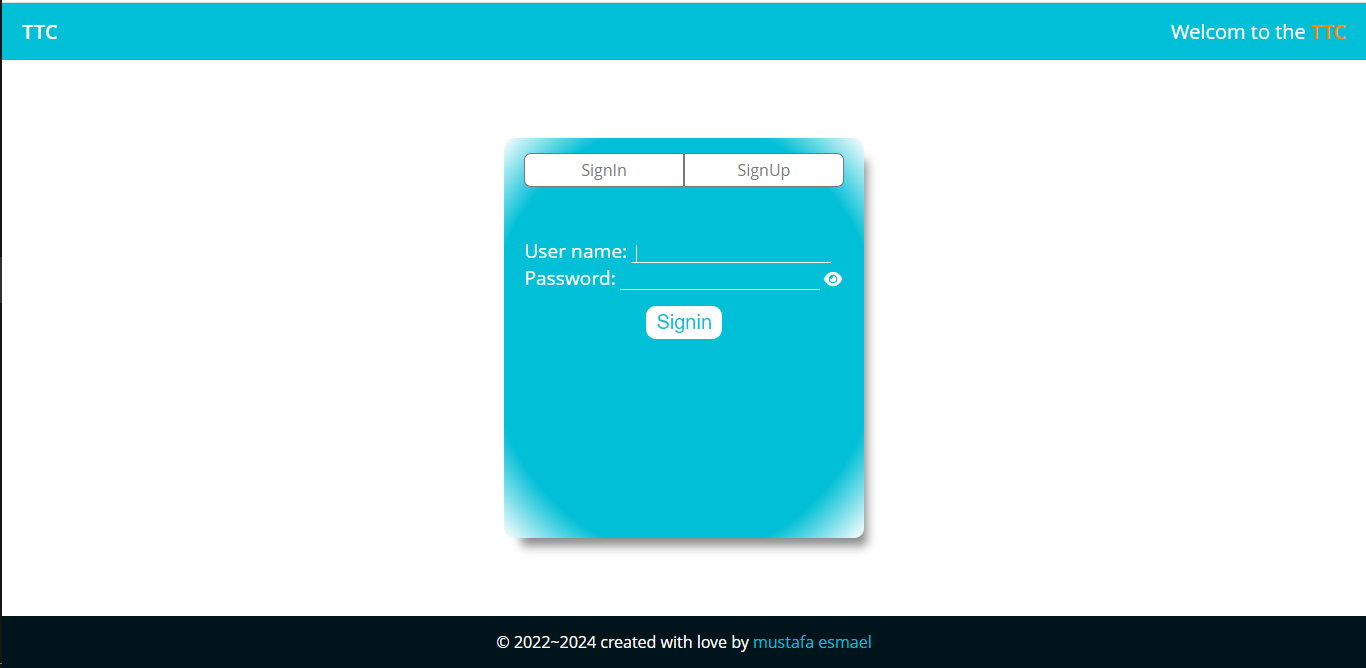 TTC
Welcom to the TTC
SignIn
SignUp
User name:
Password:
Signin
© 2022~2024 created with love by mustafa esmael